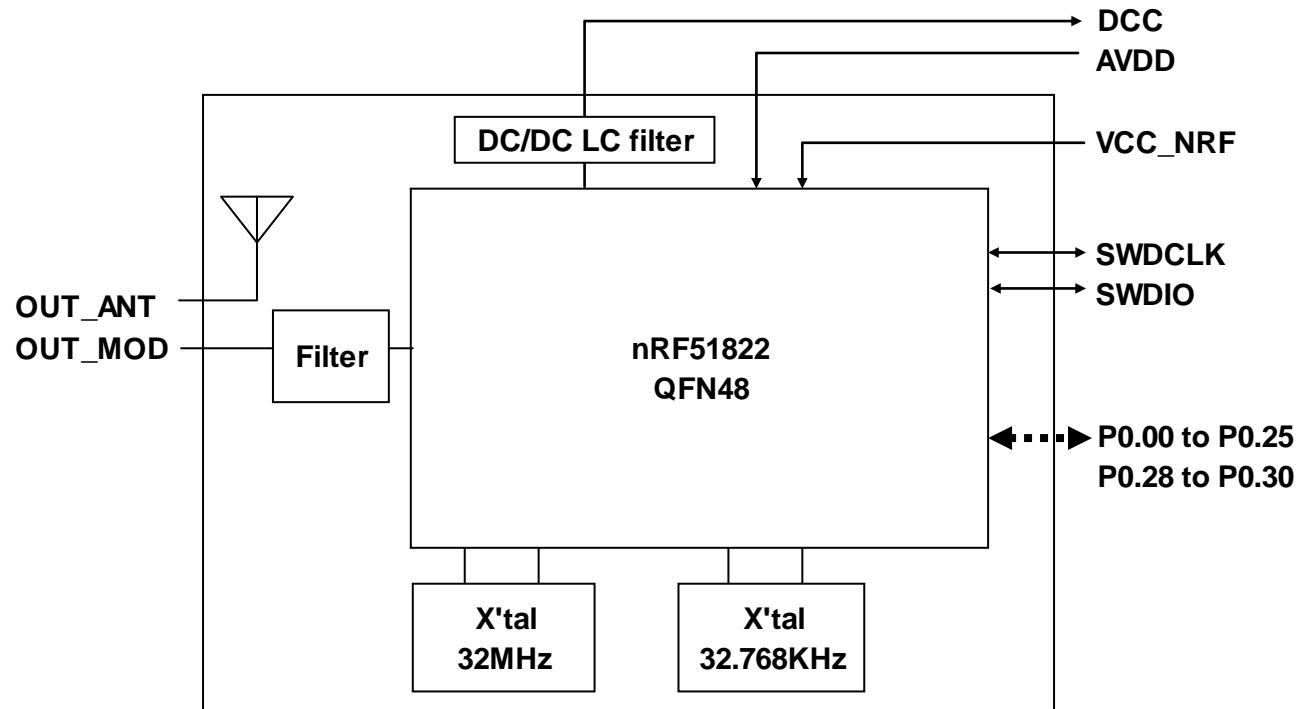 DCC
AVDD
DC/DC LC filter
VCC_NRF
SWDCLK
SWDIO
OUT_ANT
OUT_MOD
Filter
nRF51822
QFN48
P0.00 to P0.25
P0.28 to P0.30
X'tal
32MHz
X'tal
32.768KHz